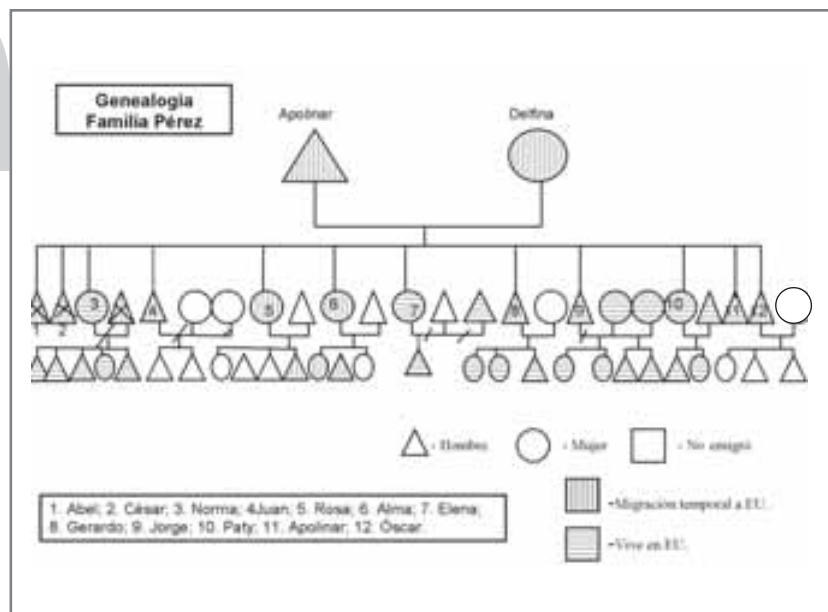 Genealogia
Familia Pérez
Apolinar
Delfina
1
2
3
4
5
6
7
8
9
10
11
12
- Hombre
- Mujer
- No emigró
1. Abel; 2. César; 3. Norma; 4Juan; 5. Rosa; 6. Alma; 7. Elena;
8. Gerardo; 9. Jorge; 10. Paty; 11. Apolinar; 12. Óscar.
-Migración temporal a EU.
-Vive en EU.